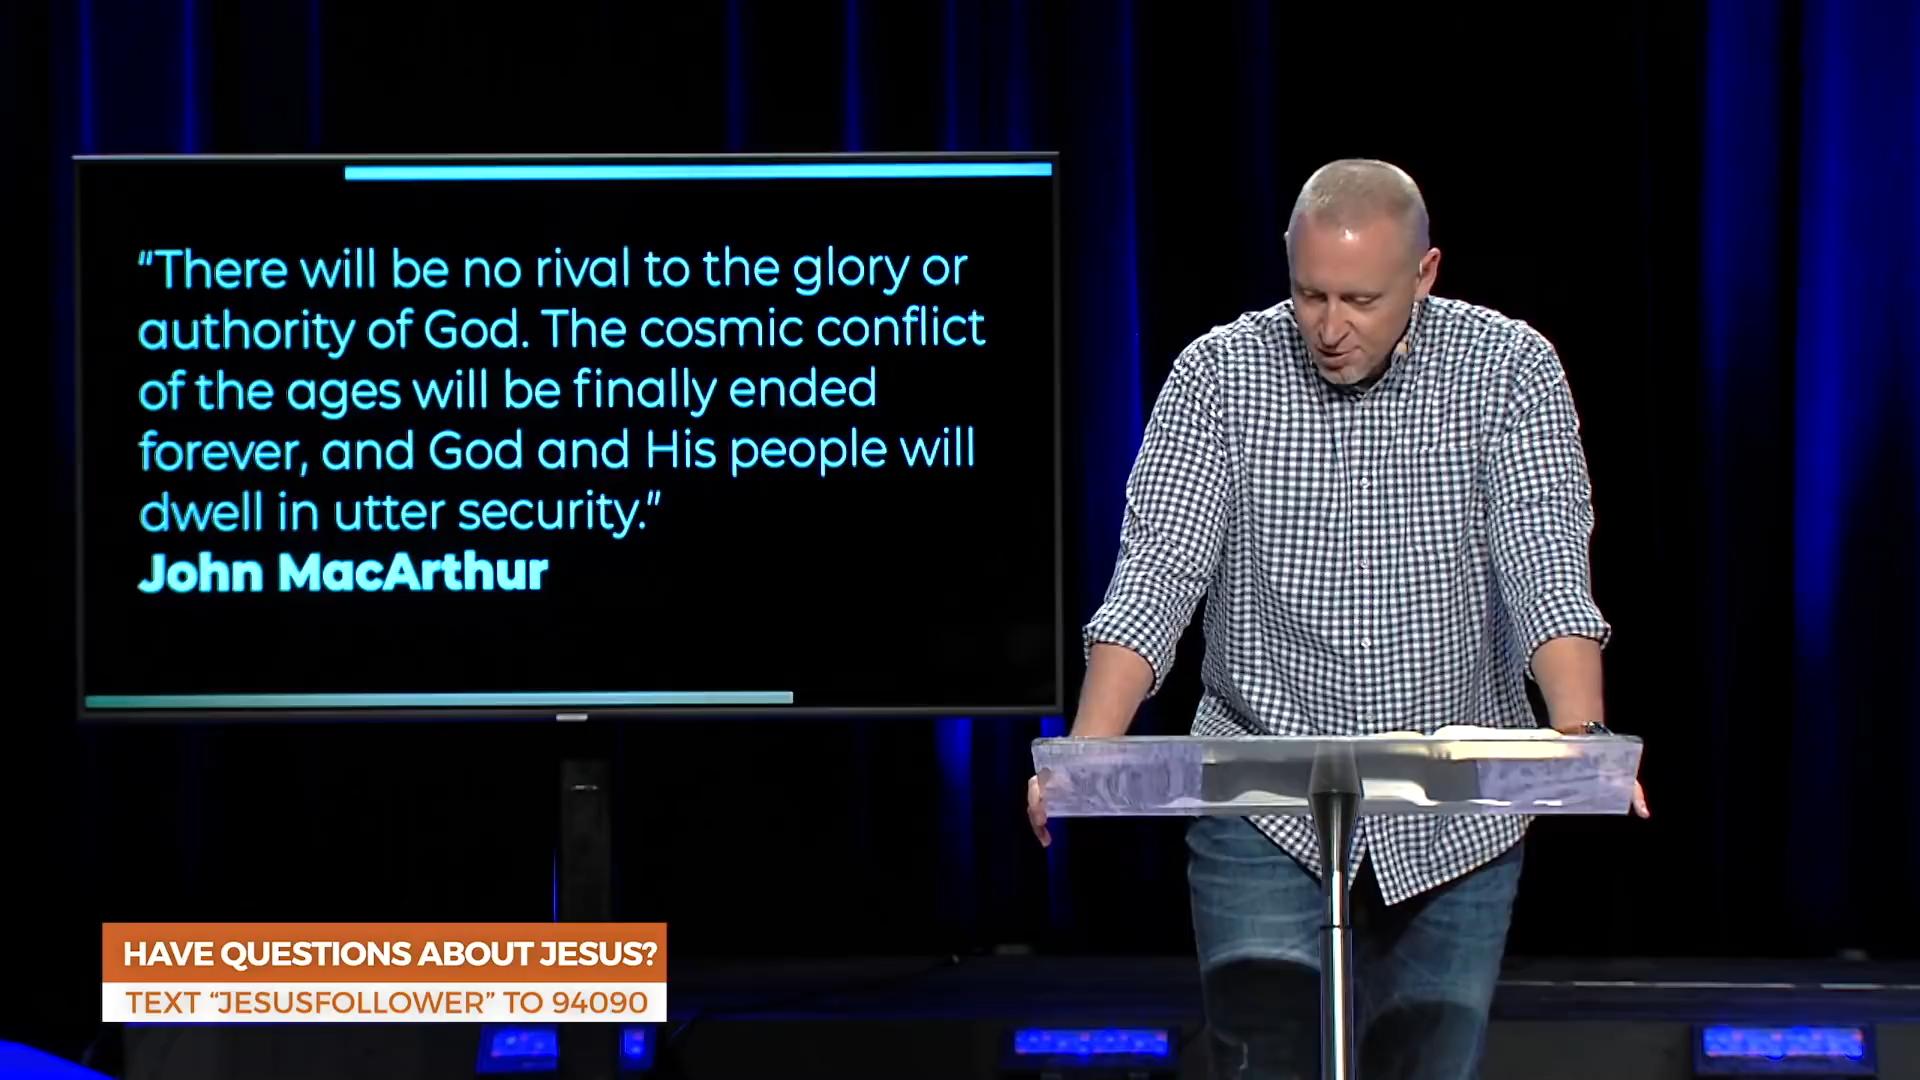 “There will be no rival to the glory or
authority of God. The cosmic conflict
of the ages will be finally ended
forever, and God and His people will
dwell in utter security.”
John MacArthur
HAVE QUESTIONS ABOUT JESUS?
TEXT “JESUSFOLLOWER” TO 94090